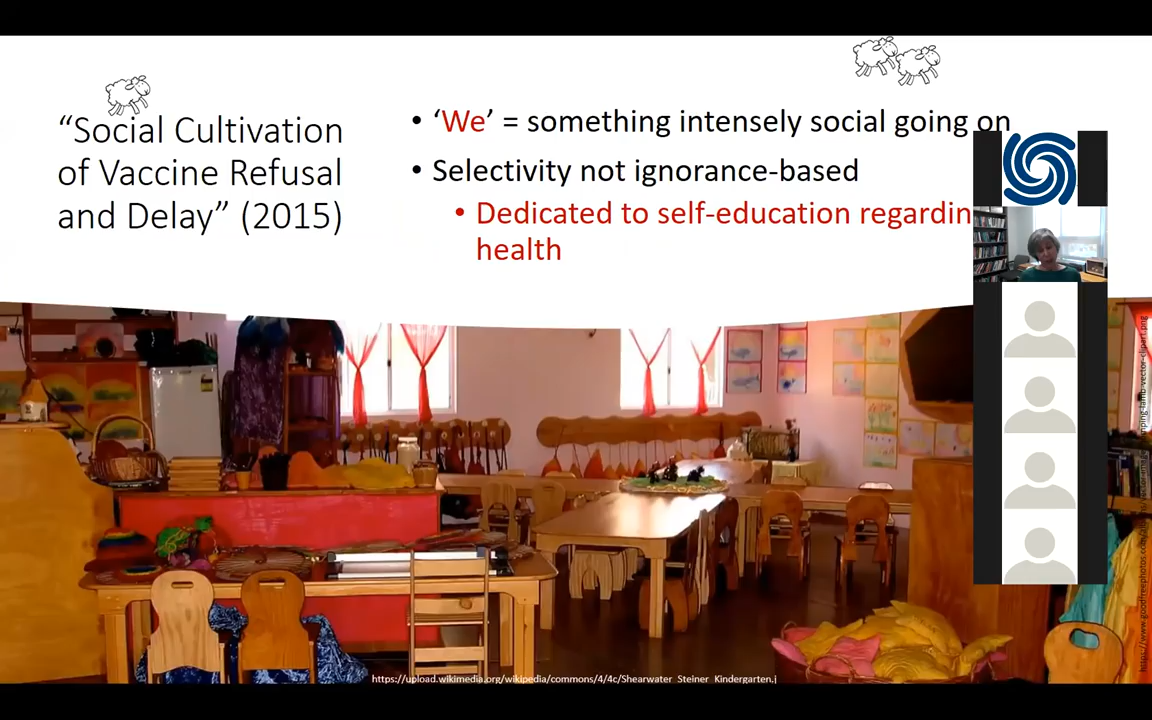 “Social Cultivation
of Vaccine Refusal
and Delay” (2015)
• ‘We’ = something intensely social going on
• Selectivity not ignorance-based
• Dedicated to self-education regardin
health
https://upload.wikimedia.org/wikipedia/commons/4/4c/Shearwater_Steiner_Kindergarten.j